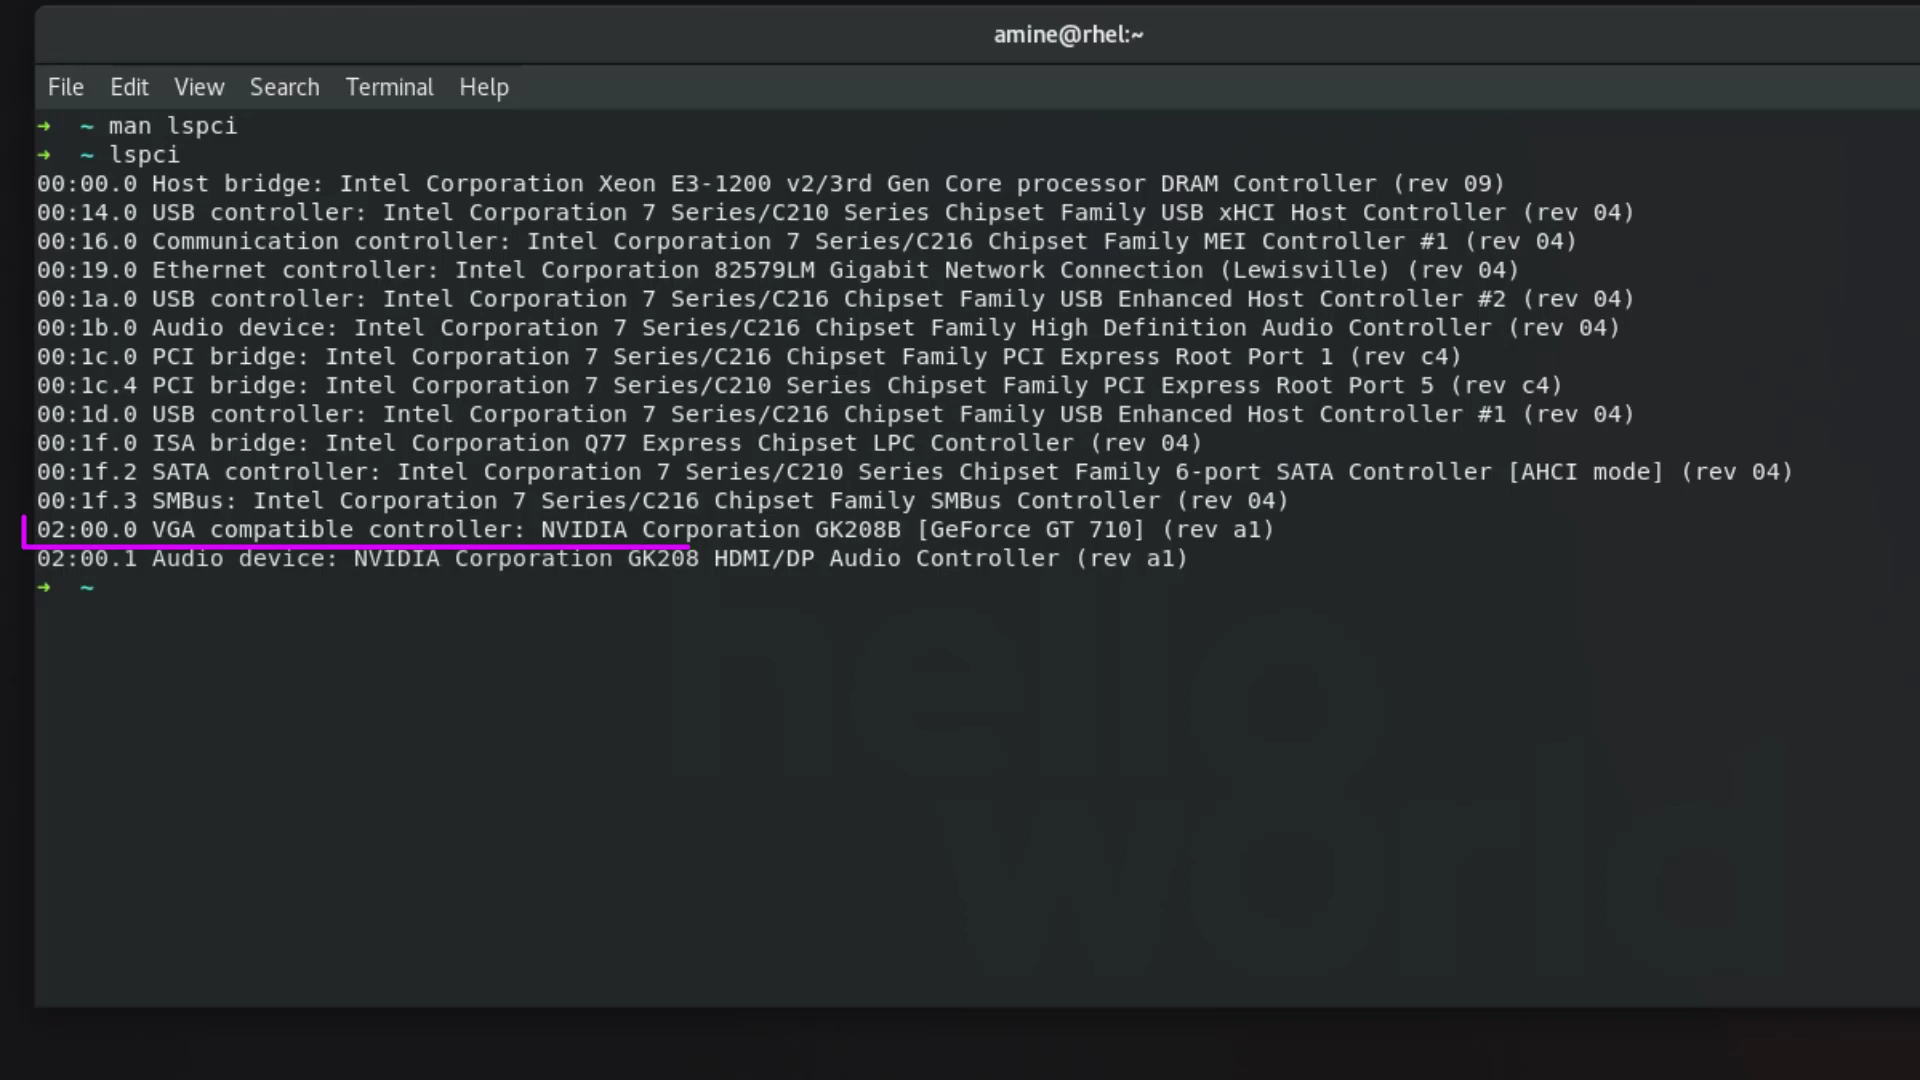 amine@rhel:~
File Edit View Search Terminal Help
➜ ~ man lspci
➜ ~ lspci
00:00.0 Host bridge: Intel Corporation Xeon E3-1200 v2/3rd Gen Core processor DRAM Controller (rev 09)
00:14.0 USB controller: Intel Corporation 7 Series/C210 Series Chipset Family USB xHCI Host Controller (rev 04)
00:16.0 Communication controller: Intel Corporation 7 Series/C216 Chipset Family MEI Controller #1 (rev 04)
00:19.0 Ethernet controller: Intel Corporation 82579LM Gigabit Network Connection (Lewisville) (rev 04)
00:1a.0 USB controller: Intel Corporation 7 Series/C216 Chipset Family USB Enhanced Host Controller #2 (rev 04)
00:1b.0 Audio device: Intel Corporation 7 Series/C216 Chipset Family High Definition Audio Controller (rev 04)
00:1c.0 PCI bridge: Intel Corporation 7 Series/C216 Chipset Family PCI Express Root Port 1 (rev c4)
00:1c.4 PCI bridge: Intel Corporation 7 Series/C210 Series Chipset Family PCI Express Root Port 5 (rev c4)
00:1d.0 USB controller: Intel Corporation 7 Series/C216 Chipset Family USB Enhanced Host Controller #1 (rev 04)
00:1f.0 ISA bridge: Intel Corporation Q77 Express Chipset LPC Controller (rev 04)
00:1f.2 SATA controller: Intel Corporation 7 Series/C210 Series Chipset Family 6-port SATA Controller [AHCI mode] (rev 04)
00:1f.3 SMBus: Intel Corporation 7 Series/C216 Chipset Family SMBus Controller (rev 04)
02:00.0 VGA compatible controller: NVIDIA Corporation GK208B [GeForce GT 710] (rev a1)
02:00.1 Audio device: NVIDIA Corporation GK208 HDMI/DP Audio Controller (rev a1)
➜ ~
hello
world